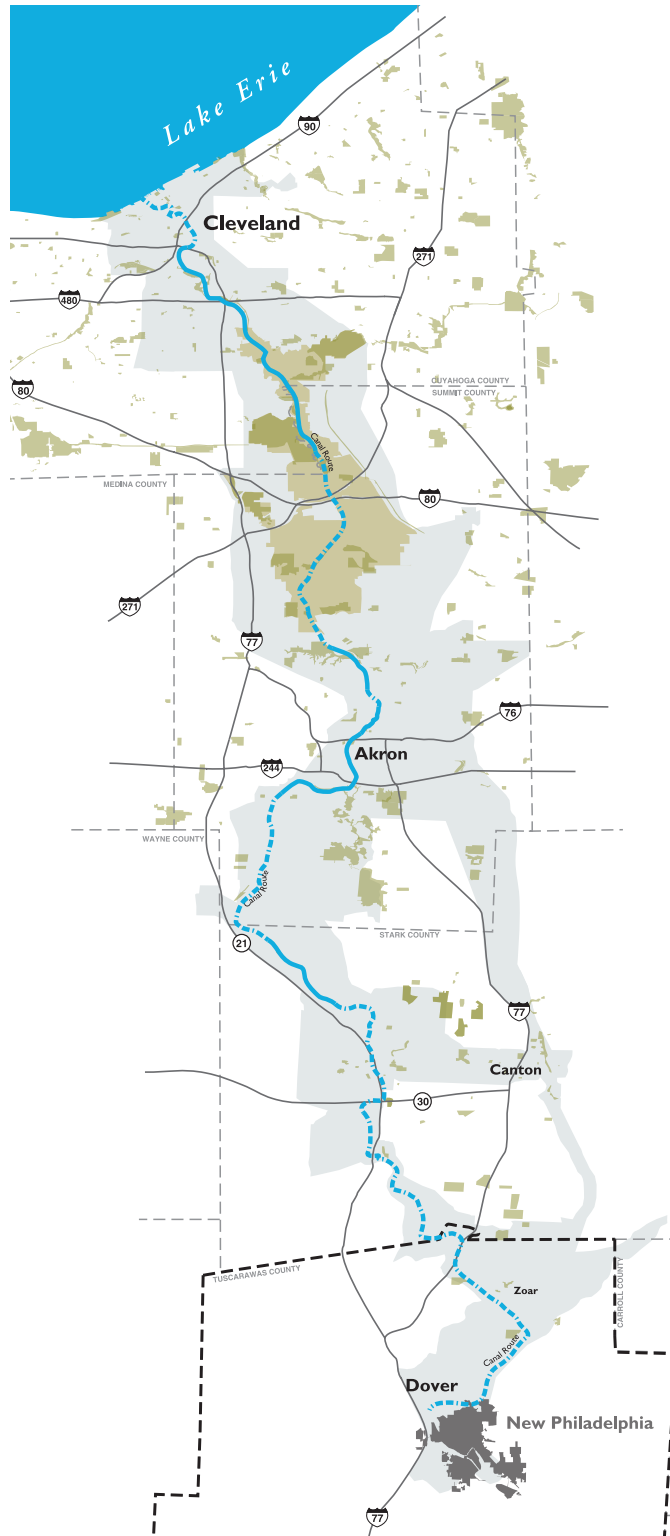 Lake Erie
90
Cleveland
271
480
CUYAHOGA COUNTY
SUMMIT COUNTY
80
Canal Route
MEDINA COUNTY
80
271
77
76
Akron
244
WAYNE COUNTY
Canal Route
STARK COUNTY
21
77
Canton
30
TUSCARAWAS COUNTY
CARROLL COUNTY
Zoar
Canal Route
Dover
New Philadelphia
77